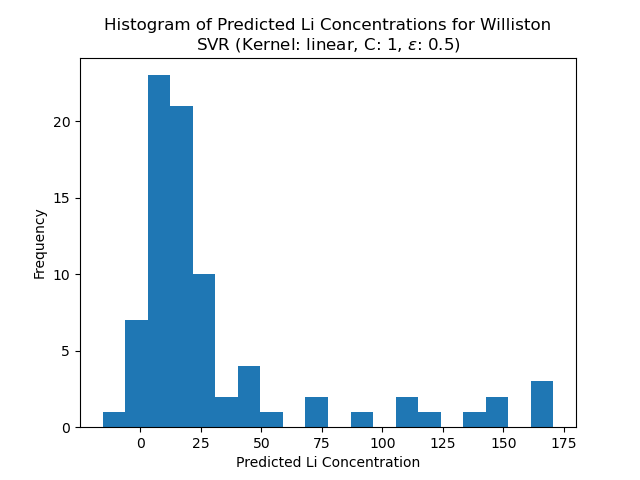 Histogram of Predicted Li Concentrations for Williston
SVR (Kernel: linear, C: 1, ε: 0.5)
20
15
10
5
0
Frequency
0 25 50 75 100 125 150 175
Predicted Li Concentration